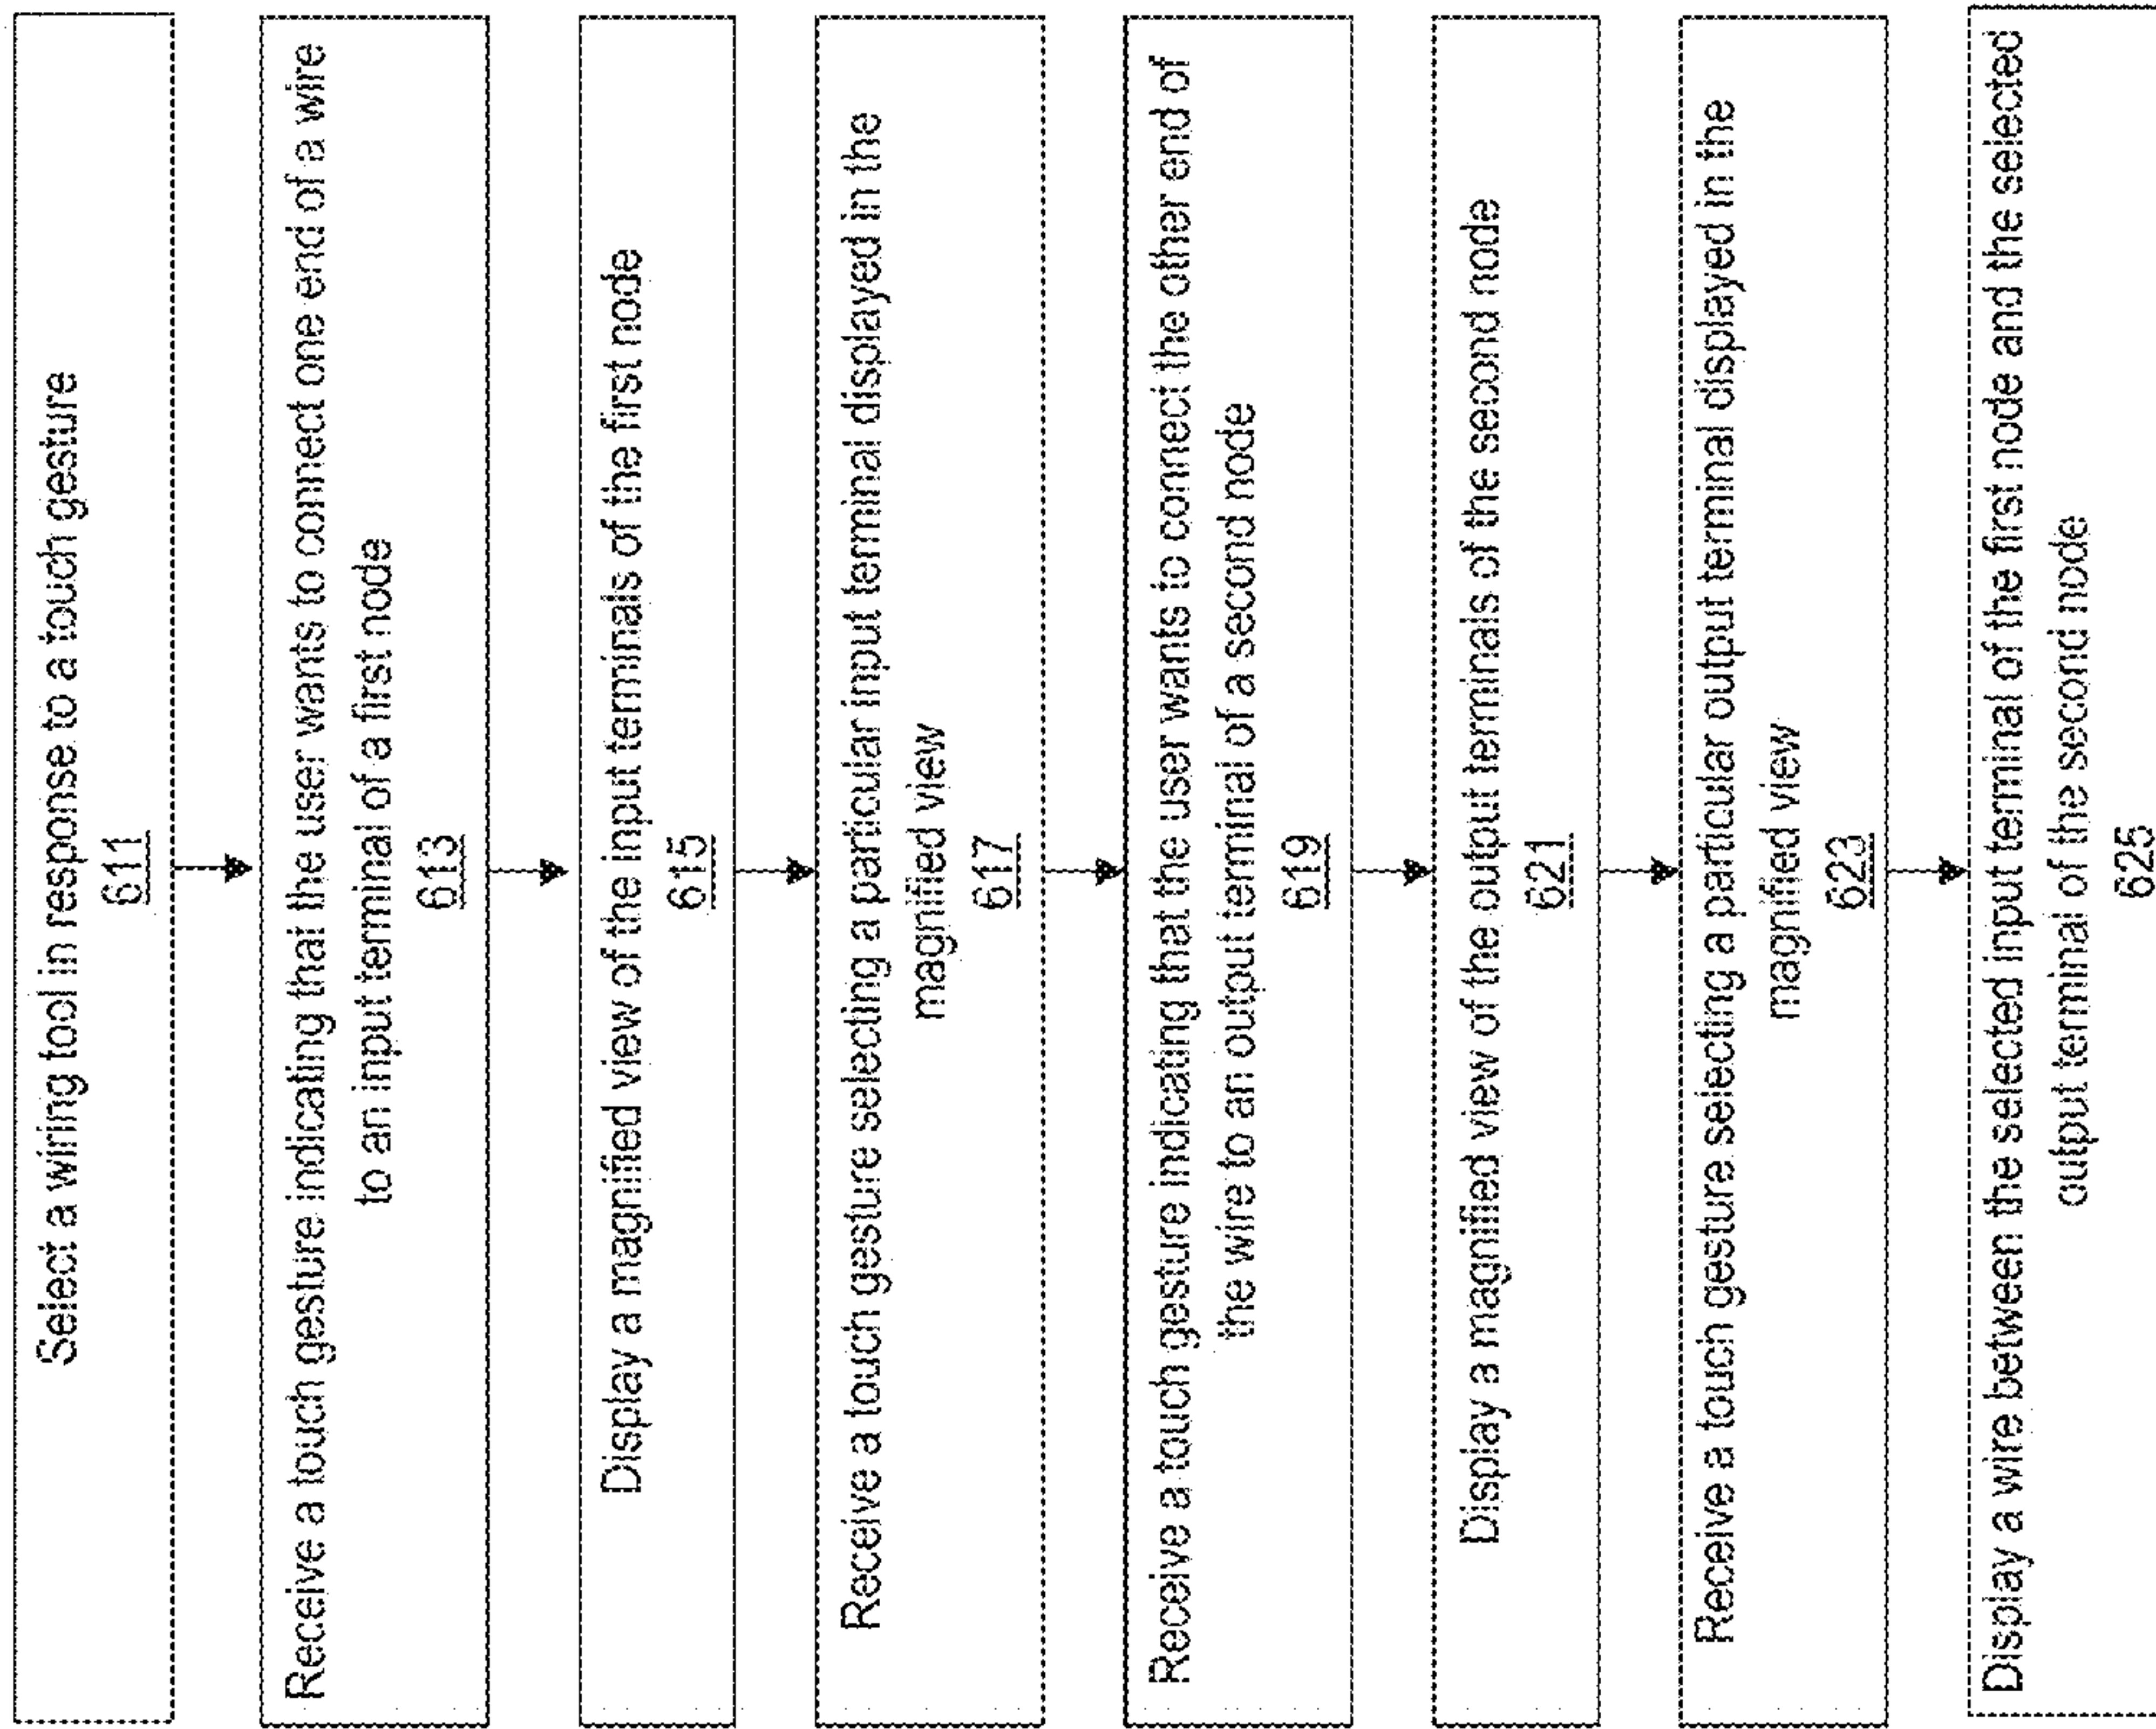 Select a wiring tool in response to a touch gesture
611
Receive a touch gesture indicating that the user wants to connect one end of a wire
to an input terminal of a first node
613
Display a magnified view of the input terminals of the first node
615
Receive a touch gesture selecting a particular input terminal displayed in the
magnified view
617
Receive a touch gesture indicating that the user wants to connect the other end of
the wire to an output terminal of a second node
619
Display a magnified view of the output terminals of the second node
621
Receive a touch gesture selecting a particular output terminal displayed in the
magnified view
623
Display a wire between the selected input terminal of the first node and the selected
output terminal of the second node
625